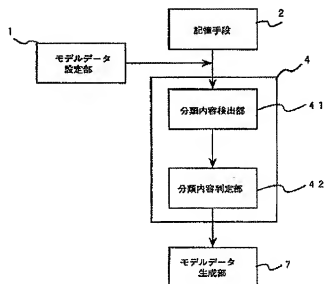 1
モデルデータ
設定部
2
記憶手段
4
41
分類内容検出部
42
分類内容判定部
7
モデルデータ
生成部